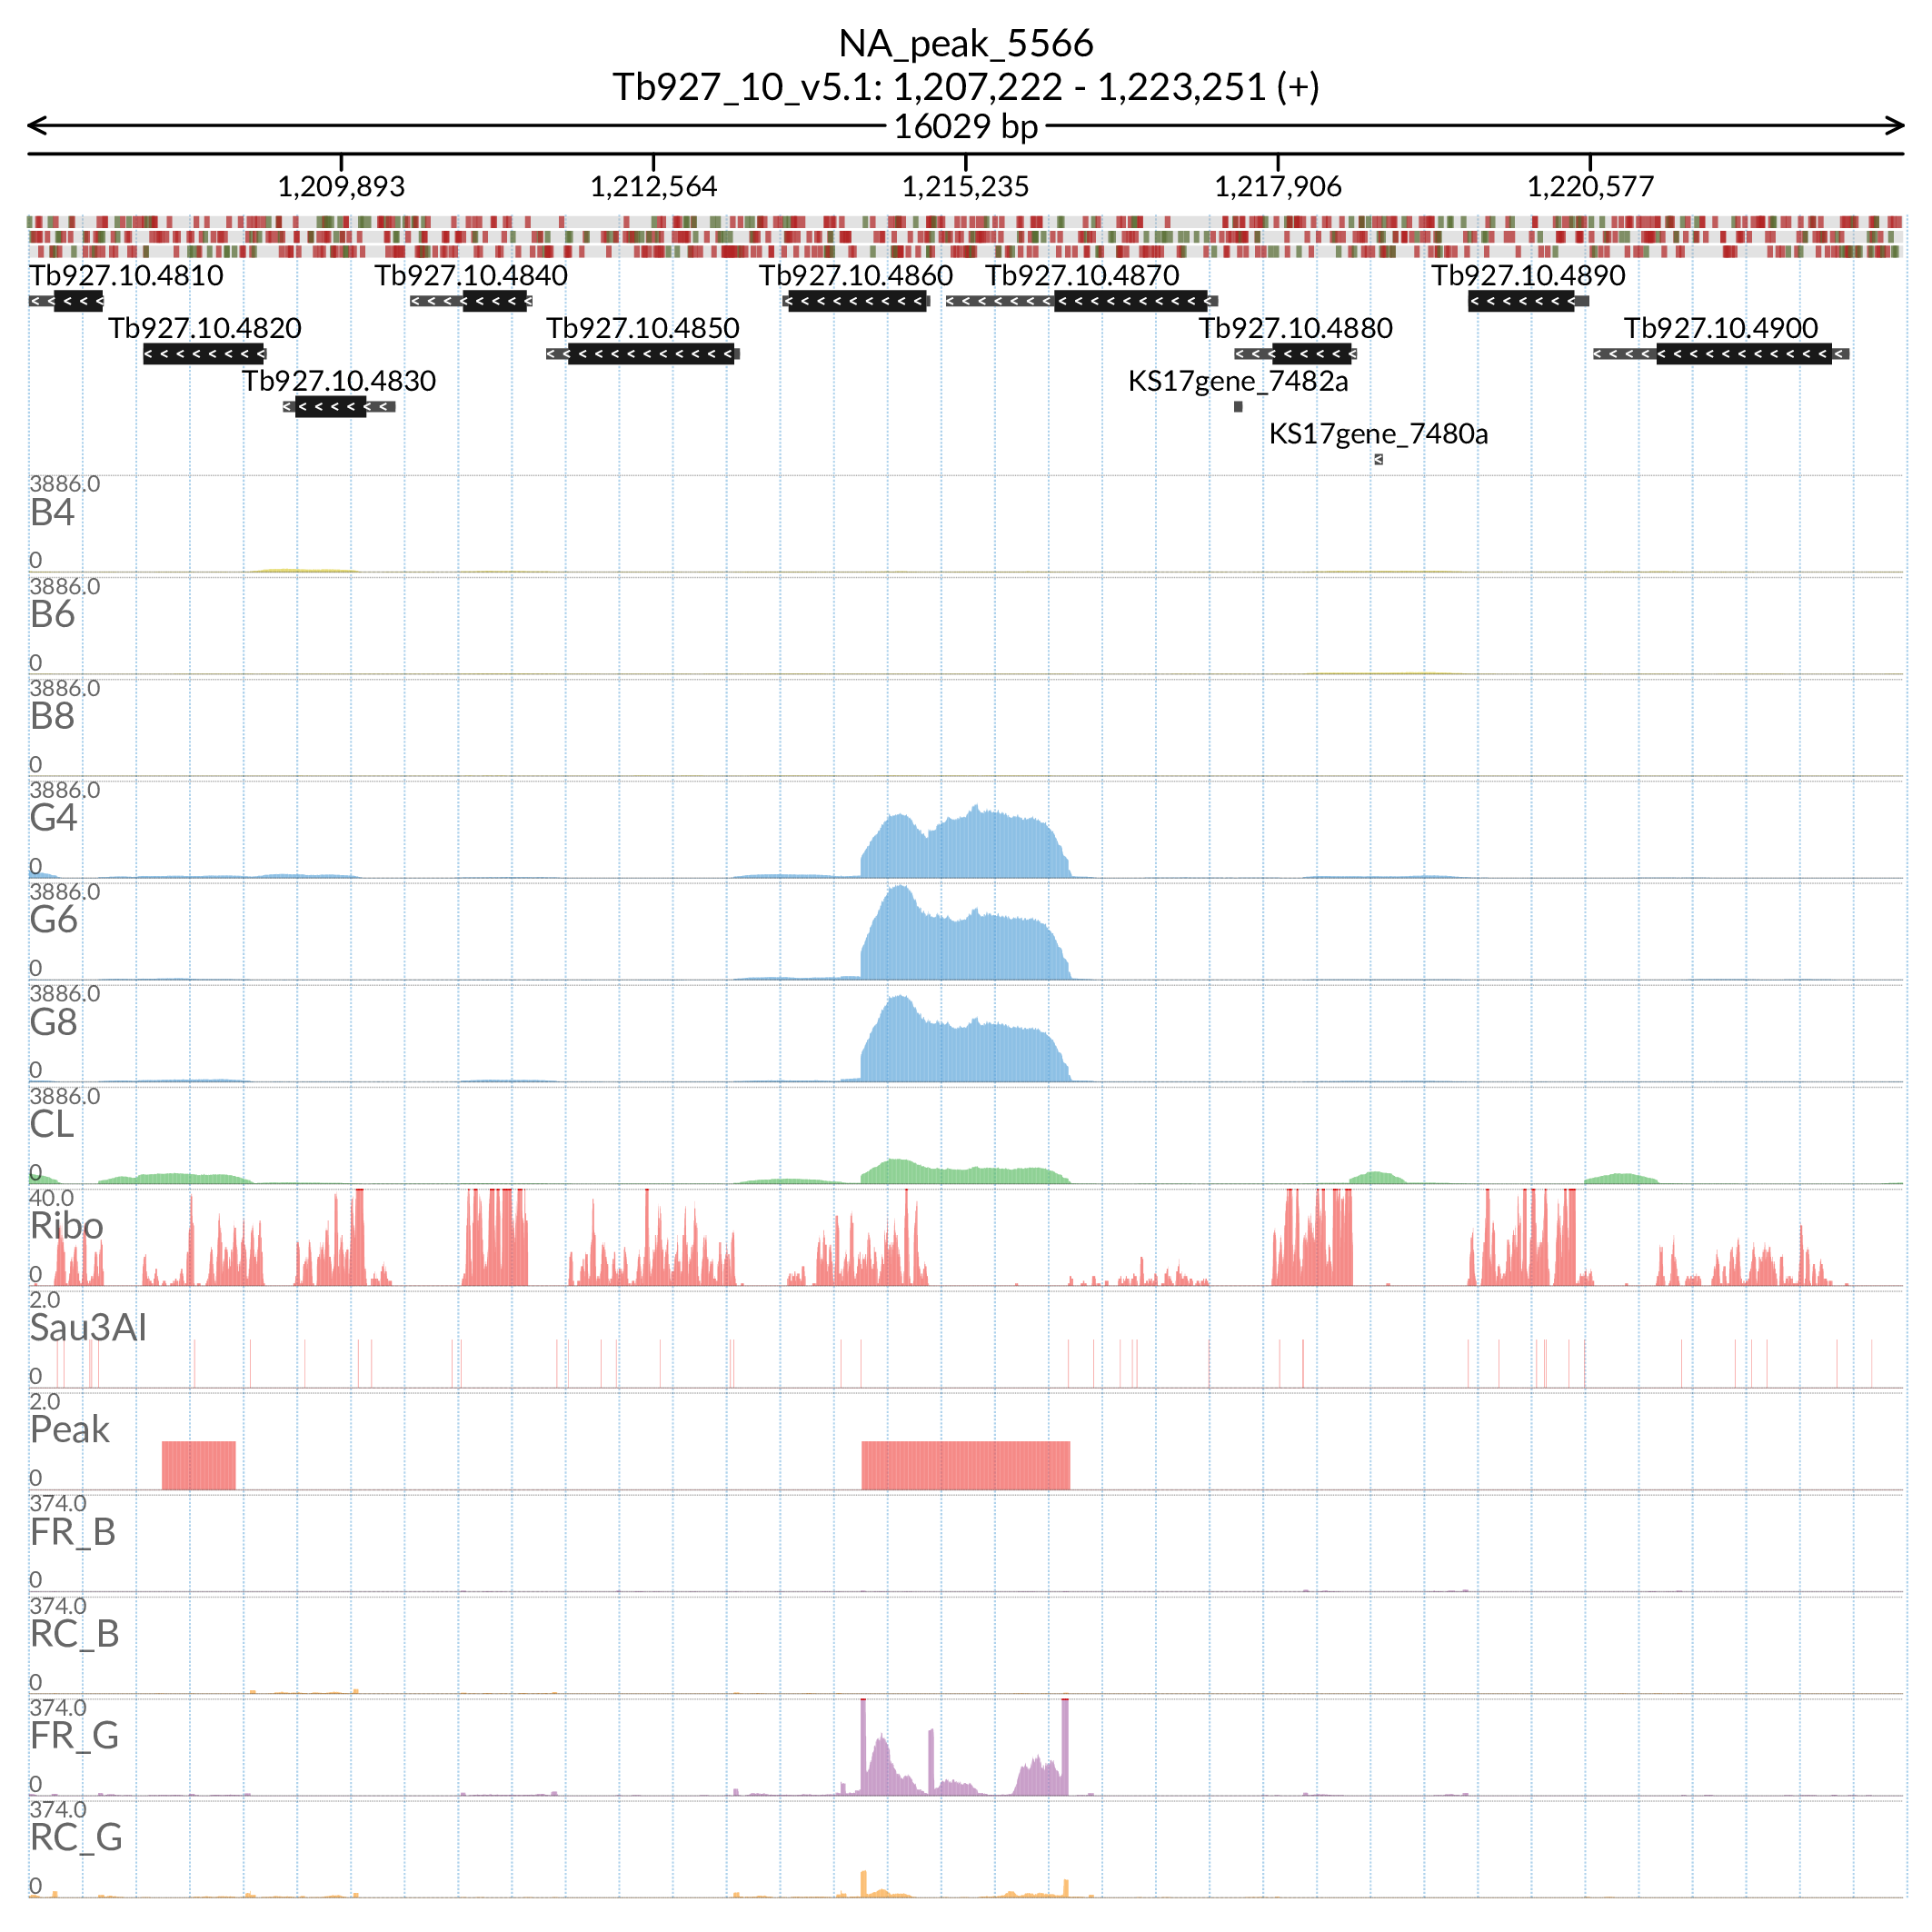 NA_peak_5566
Tb927_10_v5.1: 1,207,222 - 1,223,251 (+)
16029 bp
1,209,893 1,212,564 1,215,235 1,217,906 1,220,577
Tb927.10.4810 Tb927.10.4840 Tb927.10.4860 Tb927.10.4870 Tb927.10.4890
Tb927.10.4820 Tb927.10.4850 Tb927.10.4880 Tb927.10.4900
Tb927.10.4830 KS17gene_7482a
KS17gene_7480a
3886.0
B4
0
3886.0
B6
0
3886.0
B8
0
3886.0
G4
0
3886.0
G6
0
3886.0
G8
0
3886.0
CL
0
40.0
Ribo
0
2.0
Sau3AI
0
2.0
Peak
0
374.0
FR_B
0
374.0
RC_B
0
374.0
FR_G
0
374.0
RC_G
0